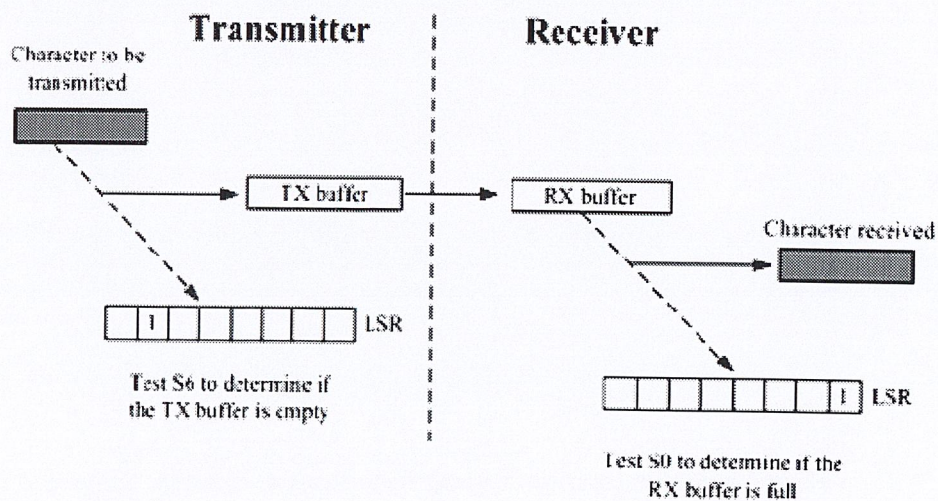 Transmitter
Receiver
Character to be
transmitted
TX buffer
RX buffer
Character received
1
LSR
Test S6 to determine if
the TX buffer is empty
1
LSR
Test S0 to determine if the
RX buffer is full